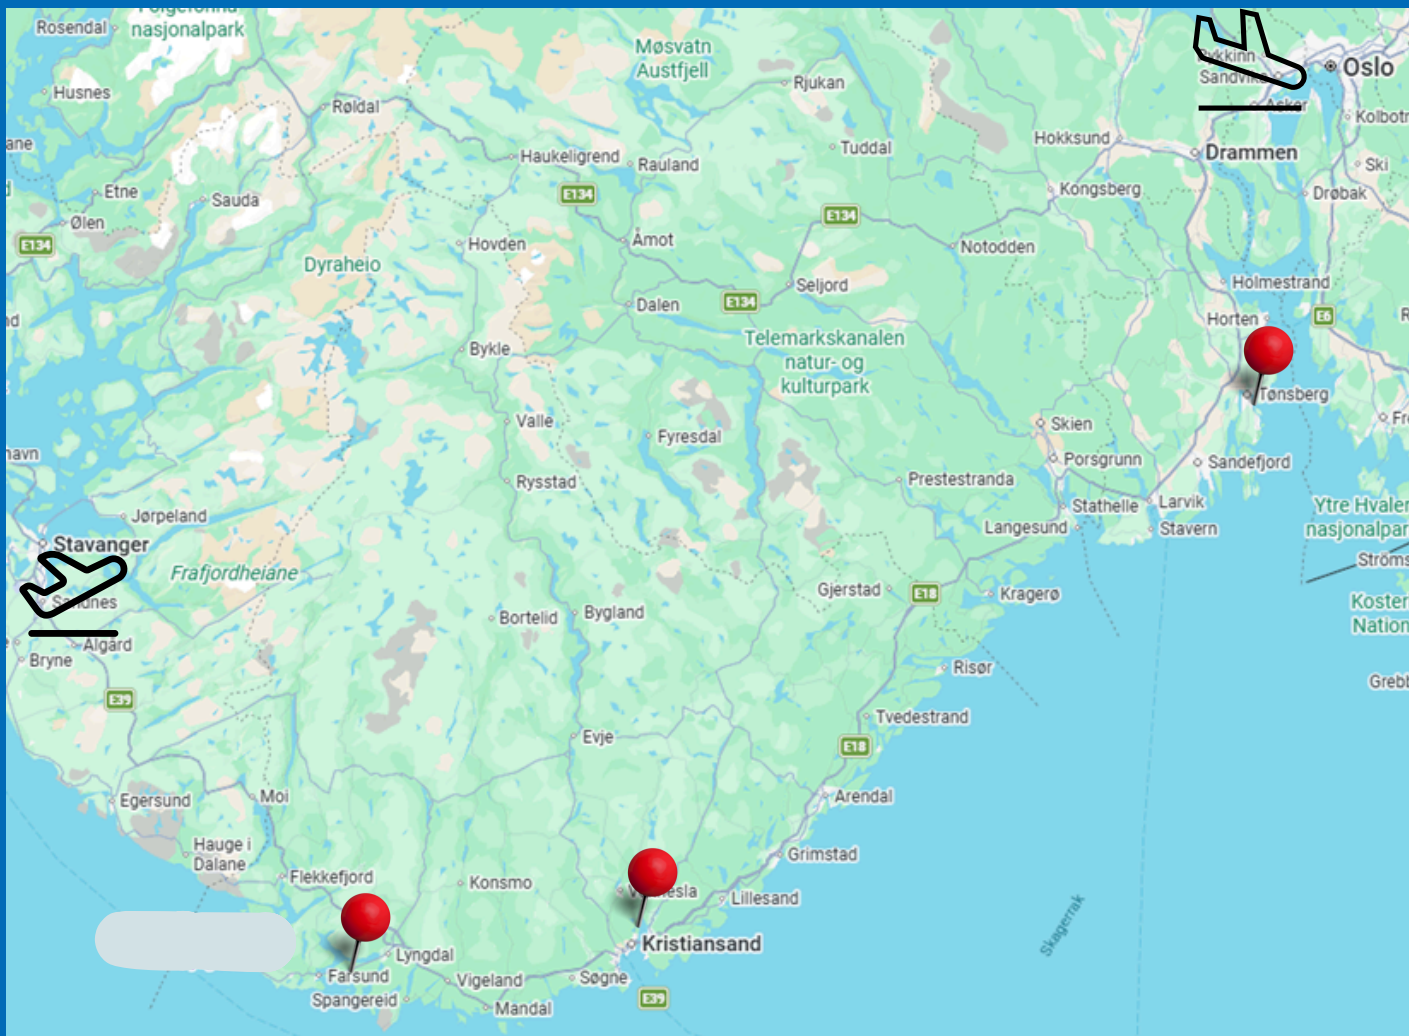 Folgefonna
nasjonalpark
Rosendal
Husnes
Røldal
Møsvatn
Austfjell
Rjukan
Rykkinn
Sandvika
Oslo
Asker
Hokksund
Tuddal
Drammen
Ski
Haukeligrend
Rauland
E134
Etne
Sauda
Kongsberg
Drøbak
Ølen
E134
E134
Hovden
Åmot
Notodden
Dyraheio
Seljord
Holmestrand
Dalen
E134
Horten
E6
Telemarkskanalen
natur- og
kulturpark
Bykle
Tønsberg
Valle
Fyresdal
Skien
Porsgrunn
Sandefjord
Rysstad
Prestestranda
Stathelle
Larvik
Jørpeland
Langesund
Stavern
Ytre Hvaler
Stavanger
Frafjordheiane
Gjerstad
E18
Kragerø
Sandnes
Bortelid
Bygland
Ålgård
Bryne
Risør
E39
Tvedestrand
Evje
E18
Egersund
Moi
Arendal
Hauge i
Dalane
Grimstad
Flekkefjord
Konsmo
Lillesand
Skagerrak
Kristiansand
Lyngdal
Farsund
Vigeland
Søgne
Spangereid
Mandal
E39